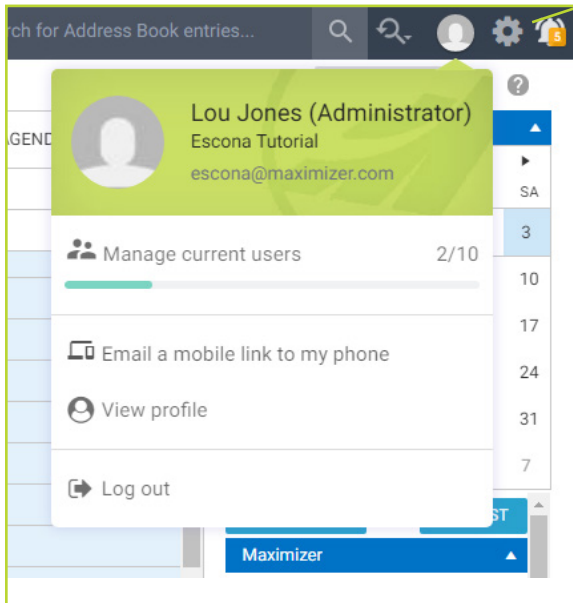 rch for Address Book entries...
5
Lou Jones (Administrator)
Escona Tutorial
escona@maximizer.com
?
AGEND
SA
Manage current users 2/10
3
10
17
Email a mobile link to my phone
24
View profile
31
7
Log out
ST
Maximizer